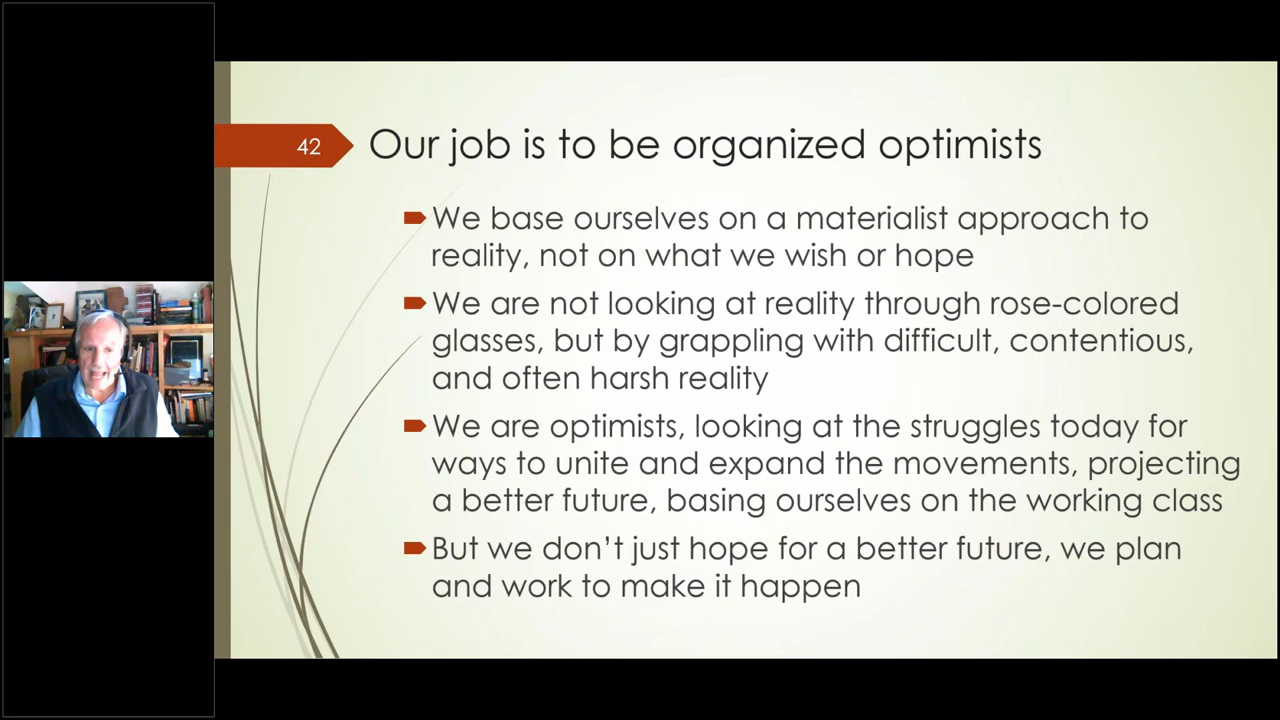 42
Our job is to be organized optimists
We base ourselves on a materialist approach to
reality, not on what we wish or hope
We are not looking at reality through rose-colored
glasses, but by grappling with difficult, contentious,
and often harsh reality
We are optimists, looking at the struggles today for
ways to unite and expand the movements, projecting
a better future, basing ourselves on the working class
But we don’t just hope for a better future, we plan
and work to make it happen